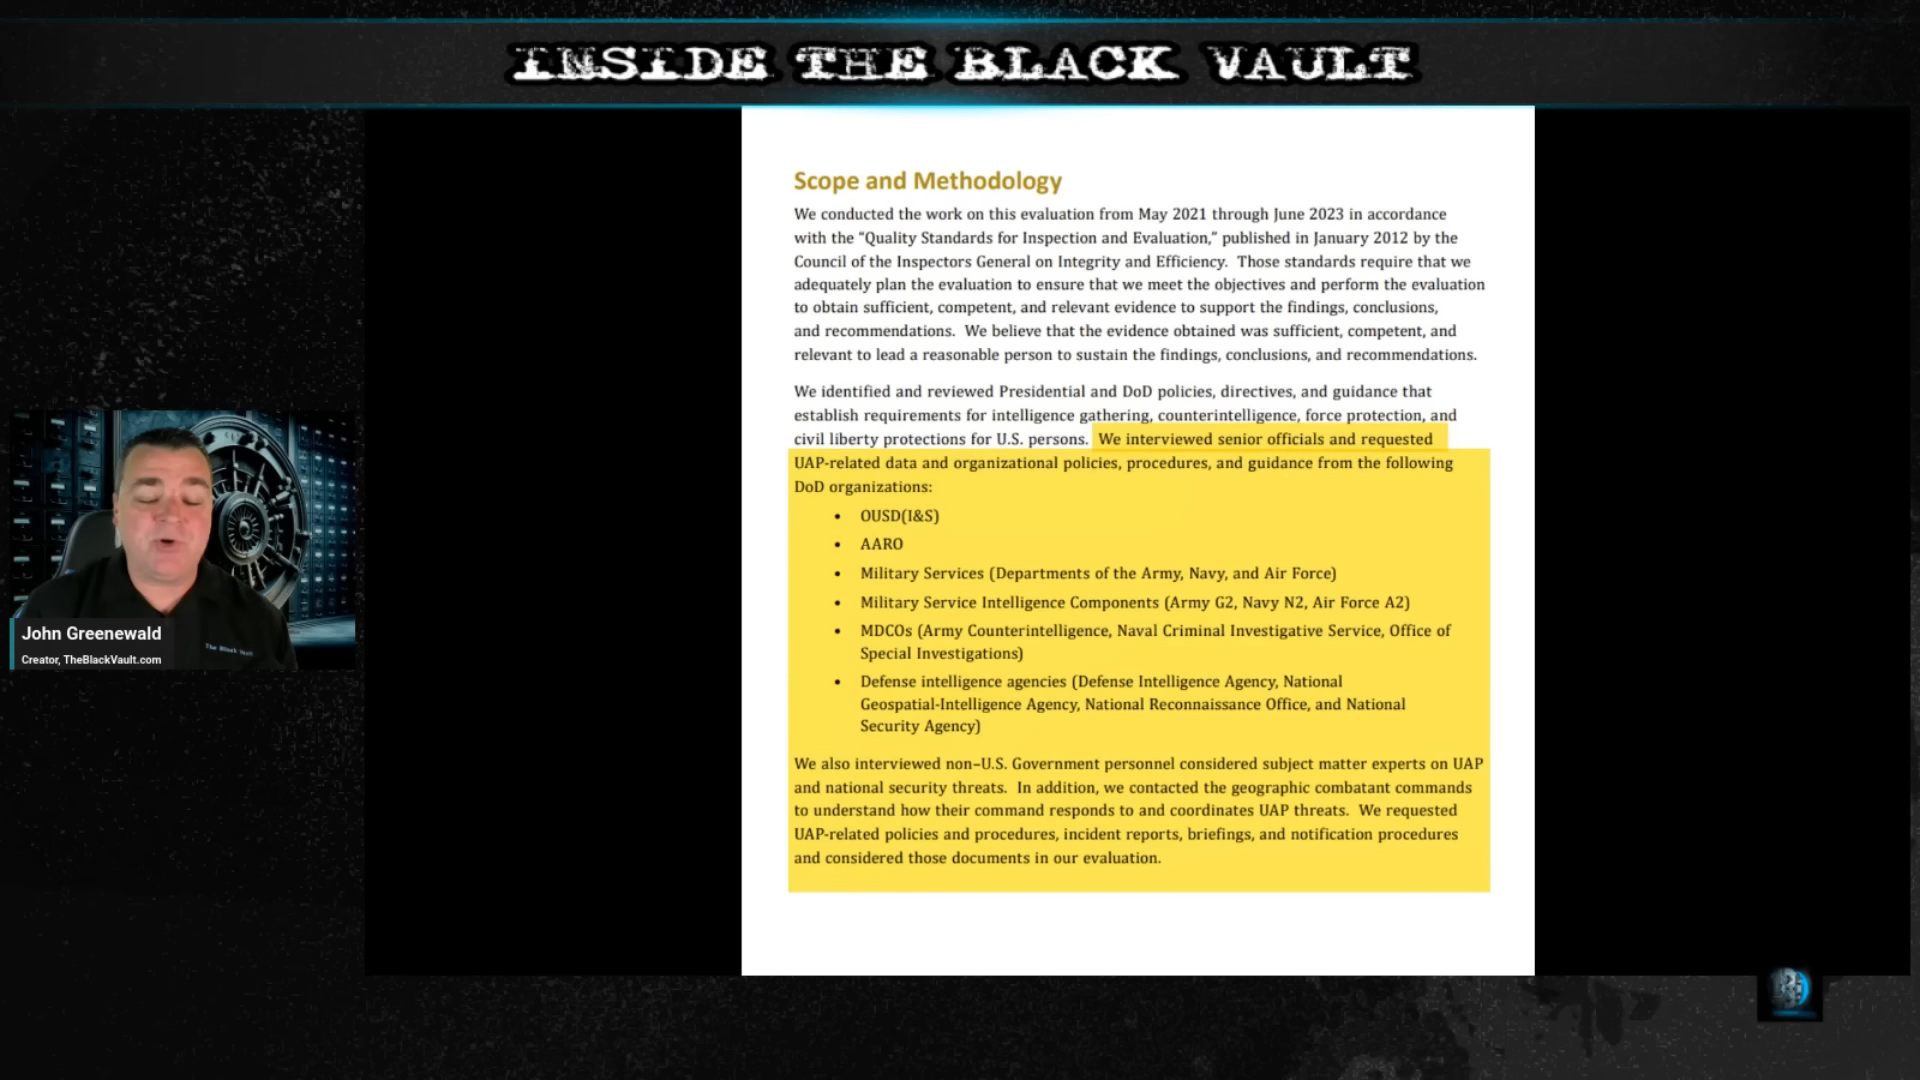 INSIDE THE BLACK VAULT
Scope and Methodology
We conducted the work on this evaluation from May 2021 through June 2023 in accordance
with the “Quality Standards for Inspection and Evaluation,” published in January 2012 by the
Council of the Inspectors General on Integrity and Efficiency. Those standards require that we
adequately plan the evaluation to ensure that we meet the objectives and perform the evaluation
to obtain sufficient, competent, and relevant evidence to support the findings, conclusions,
and recommendations. We believe that the evidence obtained was sufficient, competent, and
relevant to lead a reasonable person to sustain the findings, conclusions, and recommendations.
We identified and reviewed Presidential and DoD policies, directives, and guidance that
establish requirements for intelligence gathering, counterintelligence, force protection, and
civil liberty protections for U.S. persons. We interviewed senior officials and requested
UAP-related data and organizational policies, procedures, and guidance from the following
DoD organizations:
• OUSD(I&S)
• AARO
• Military Services (Departments of the Army, Navy, and Air Force)
• Military Service Intelligence Components (Army G2, Navy N2, Air Force A2)
• MDCOs (Army Counterintelligence, Naval Criminal Investigative Service, Office of
Special Investigations)
• Defense intelligence agencies (Defense Intelligence Agency, National
Geospatial-Intelligence Agency, National Reconnaissance Office, and National
Security Agency)
We also interviewed non–U.S. Government personnel considered subject matter experts on UAP
and national security threats. In addition, we contacted the geographic combatant commands
to understand how their command responds to and coordinates UAP threats. We requested
UAP-related policies and procedures, incident reports, briefings, and notification procedures
and considered those documents in our evaluation.
The Black Vault
John Greenewald
Creator, TheBlackVault.com